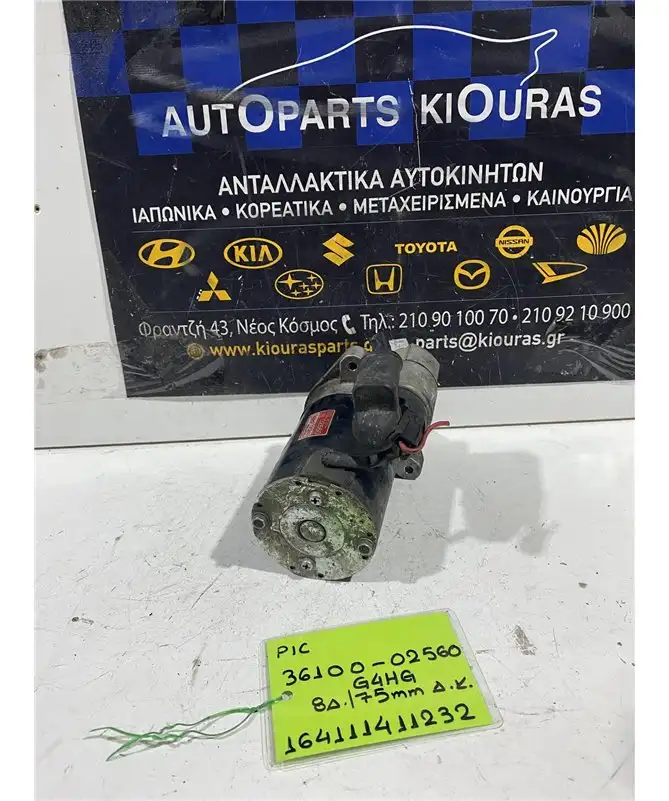 AUTOPARTS KIOURAS
ΑΝΤΑΛΛΑΚΤΙΚΑ ΑΥΤΟΚΙΝΗΤΩΝ
ΙΑΠΩΝΙΚΑ • ΚΟΡΕΑΤΙΚΑ • ΜΕΤΑΧΕΙΡΙΣΜΕΝΑ • ΚΑΙΝΟΥΡΓΙΑ
KIA TOYOTA NISSAN
Φραντζή 43, Νέος Κόσμος Τηλ.: 210 90 100 70 • 210 92 10 900
www.kiourasparts.g parts@kiouras.gr
PIC
36100-02560
G4HG
8Δ./75mm Δ.Κ.
164111411232